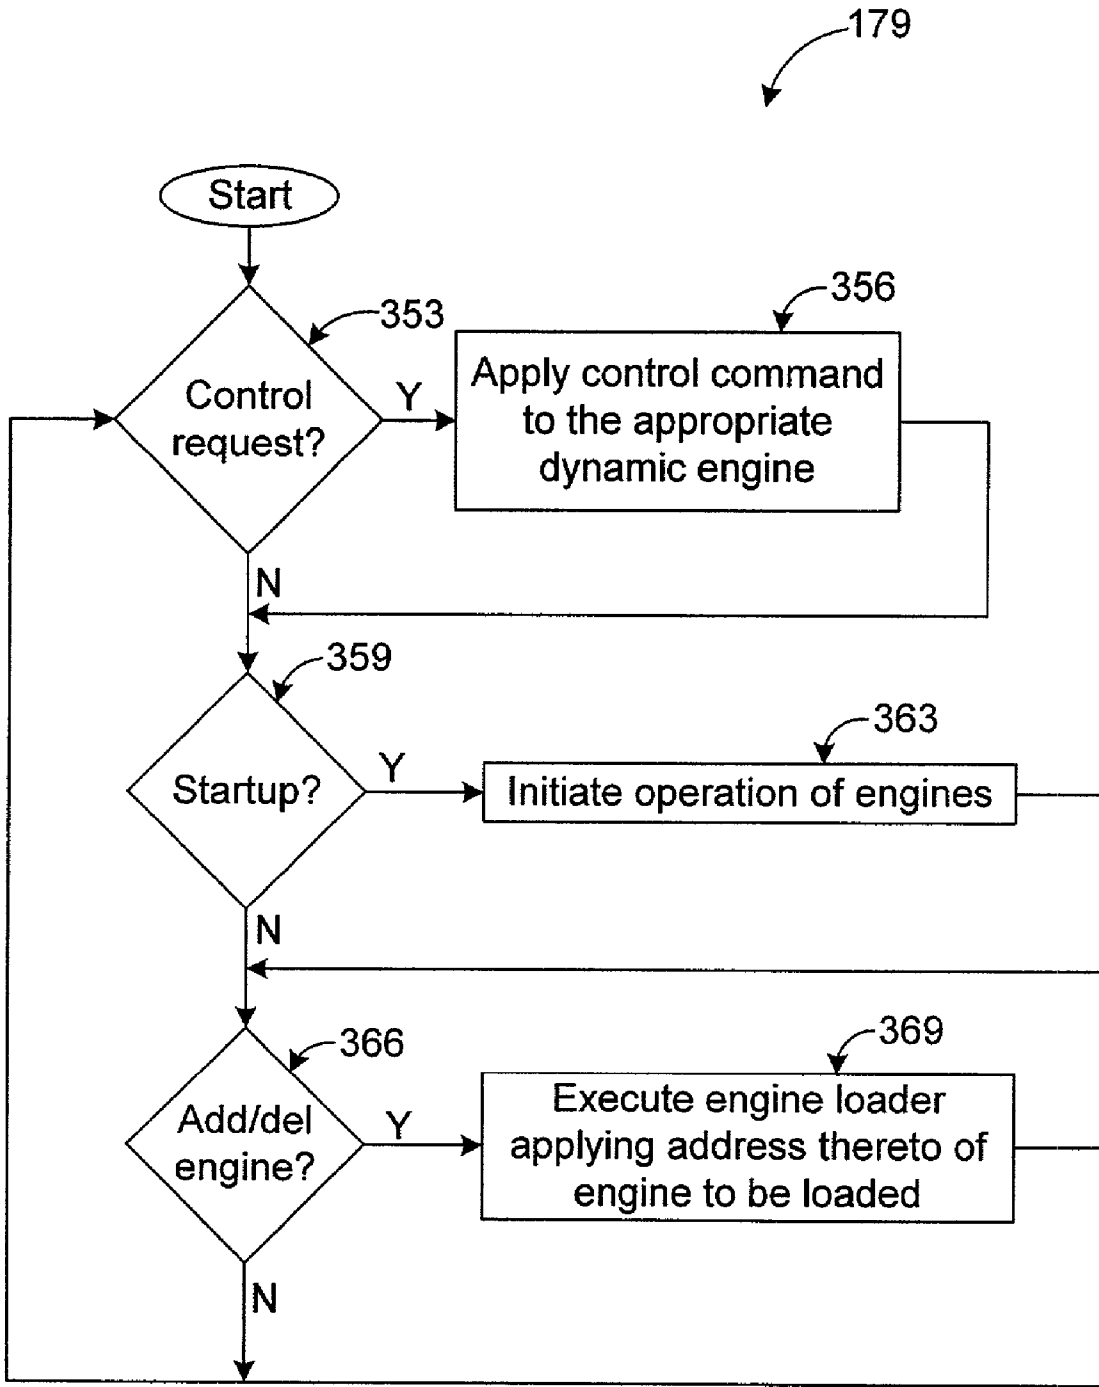 179
Start
353
Control
request?
Y
356
Apply control command
to the appropriate
dynamic engine
N
359
Startup?
Y
363
Initiate operation of engines
N
366
Add/del
engine?
Y
369
Execute engine loader
applying address thereto of
engine to be loaded
N